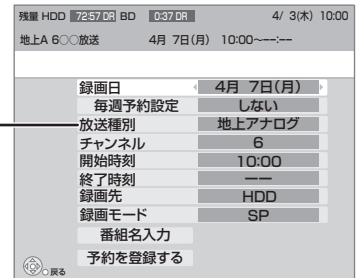 残量 HDD 72:57 DR BD 0:37 DR 4/ 3(木) 10:00
地上A 6○○放送 4月 7日(月) 10:00~--:--
録画日 4月 7日(月)
毎週予約設定 しない
放送種別 地上アナログ
チャンネル 6
開始時刻 10:00
終了時刻 ーー
録画先 HDD
録画モード SP
番組名入力
予約を登録する
戻る